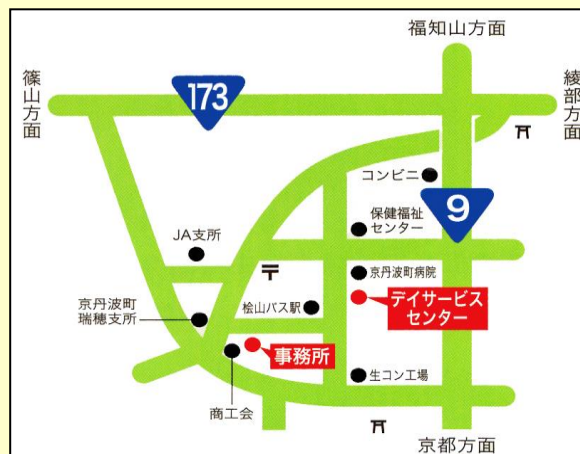 福知山方面
篠山方面
173
綾部方面
コンビニ
9
保健福祉
センター
JA支所
京丹波町病院
デイサービス
センター
京丹波町
瑞穂支所
桧山バス駅
事務所
生コン工場
商工会
京都方面